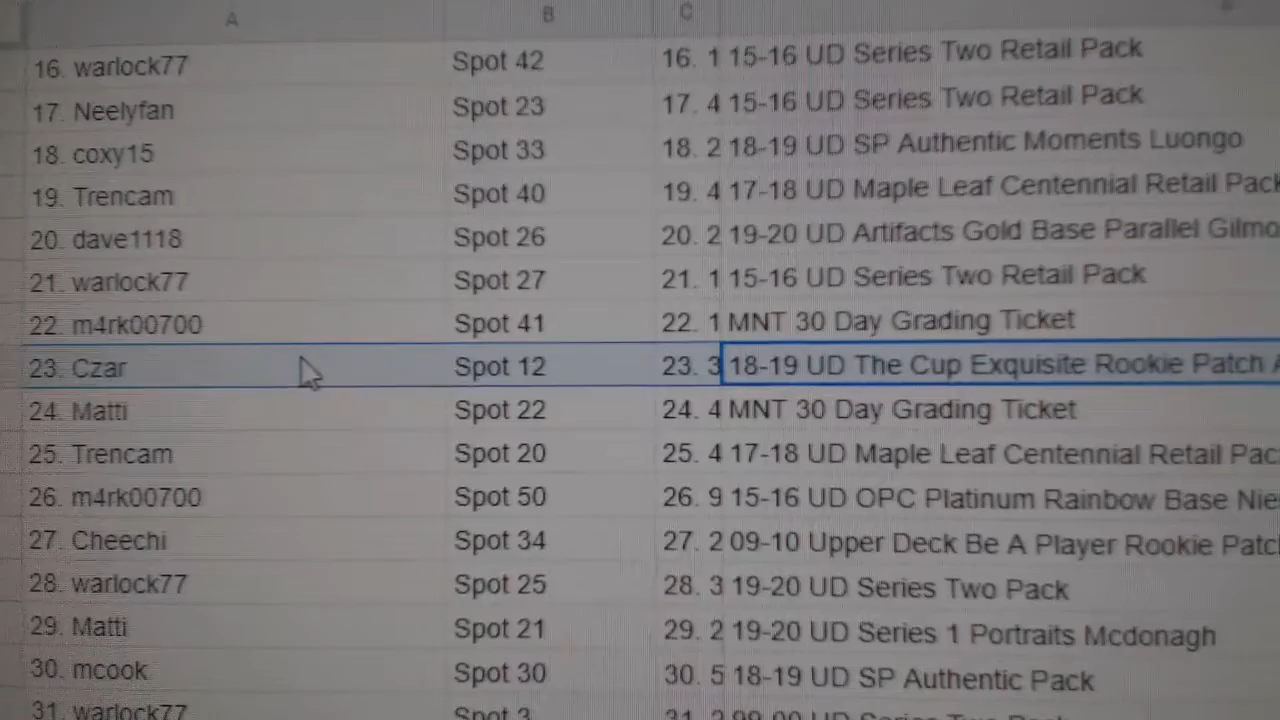 A B C
16. warlock77 Spot 42 16. 1 15-16 UD Series Two Retail Pack
17. Neelyfan Spot 23 17. 4 15-16 UD Series Two Retail Pack
18. coxy15 Spot 33 18. 2 18-19 UD SP Authentic Moments Luongo
19. Trencam Spot 40 19. 4 17-18 UD Maple Leaf Centennial Retail Pack
20. dave1118 Spot 26 20. 2 19-20 UD Artifacts Gold Base Parallel Gilmo
21. warlock77 Spot 27 21. 1 15-16 UD Series Two Retail Pack
22. m4rk00700 Spot 41 22. 1 MNT 30 Day Grading Ticket
23. Czar Spot 12 23. 3 18-19 UD The Cup Exquisite Rookie Patch
24. Matti Spot 22 24. 4 MNT 30 Day Grading Ticket
25. Trencam Spot 20 25. 4 17-18 UD Maple Leaf Centennial Retail Pac
26. m4rk00700 Spot 50 26. 9 15-16 UD OPC Platinum Rainbow Base Nie
27. Cheechi Spot 34 27. 2 09-10 Upper Deck Be A Player Rookie Patc
28. warlock77 Spot 25 28. 3 19-20 UD Series Two Pack
29. Matti Spot 21 29. 2 19-20 UD Series 1 Portraits Mcdonagh
30. mcook Spot 30 30. 5 18-19 UD SP Authentic Pack
31. warlock77 Spot 3